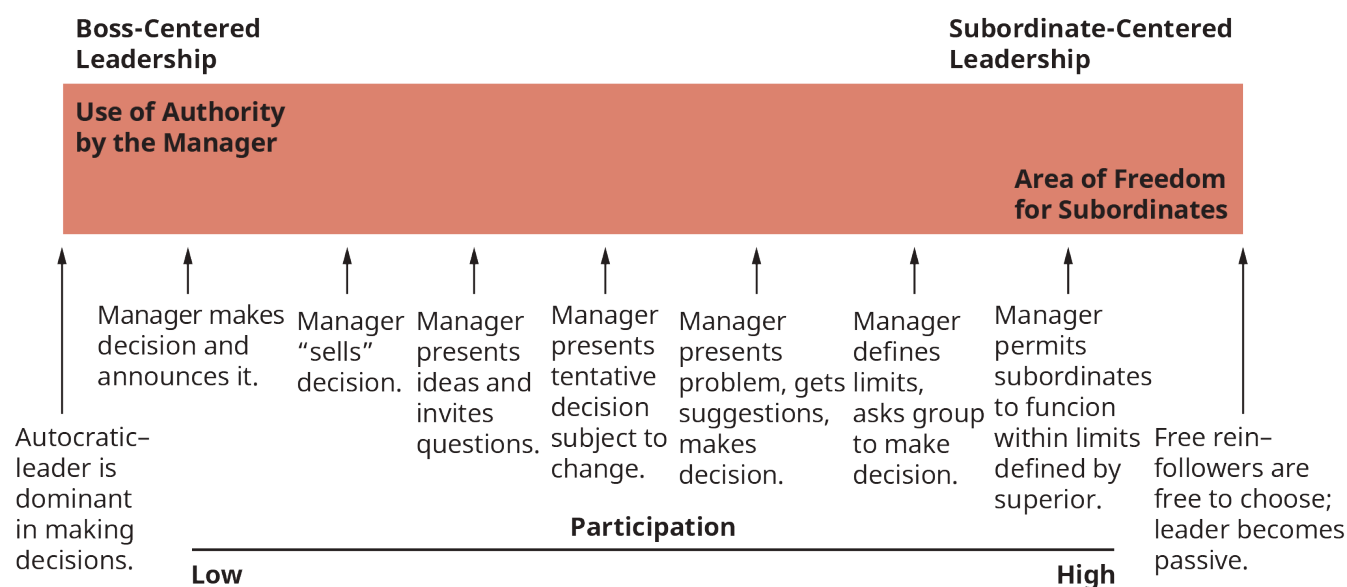 Boss-Centered
Leadership
Subordinate-Centered
Leadership
Use of Authority
by the Manager
Area of Freedom
for Subordinates
Autocratic–
leader is
dominant
in making
decisions.
Manager makes
decision and
announces it.
Manager
“sells”
decision.
Manager
presents
ideas and
invites
questions.
Manager
presents
tentative
decision
subject to
change.
Manager
presents
problem, gets
suggestions,
makes
decision.
Manager
defines
limits,
asks group
to make
decision.
Manager
permits
subordinates
to funcion
within limits
defined by
superior.
Free rein–
followers are
free to choose;
leader becomes
passive.
Participation
Low
High